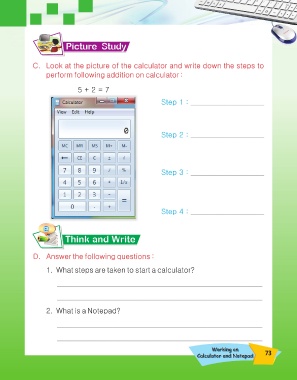 Picture Study
C. Look at the picture of the calculator and write down the steps to
perform following addition on calculator :
5 + 2 = 7
Calculator
View Edit Help
0
MC MR MS M+ M-
← CE C ± √
7 8 9 / %
4 5 6 * 1/x
1 2 3 - =
0 . +
Step 1 :
Step 2 :
Step 3 :
Step 4 :
Think and Write
D. Answer the following questions :
1. What steps are taken to start a calculator?
2. What is a Notepad?
Working on
Calculator and Notepad
73